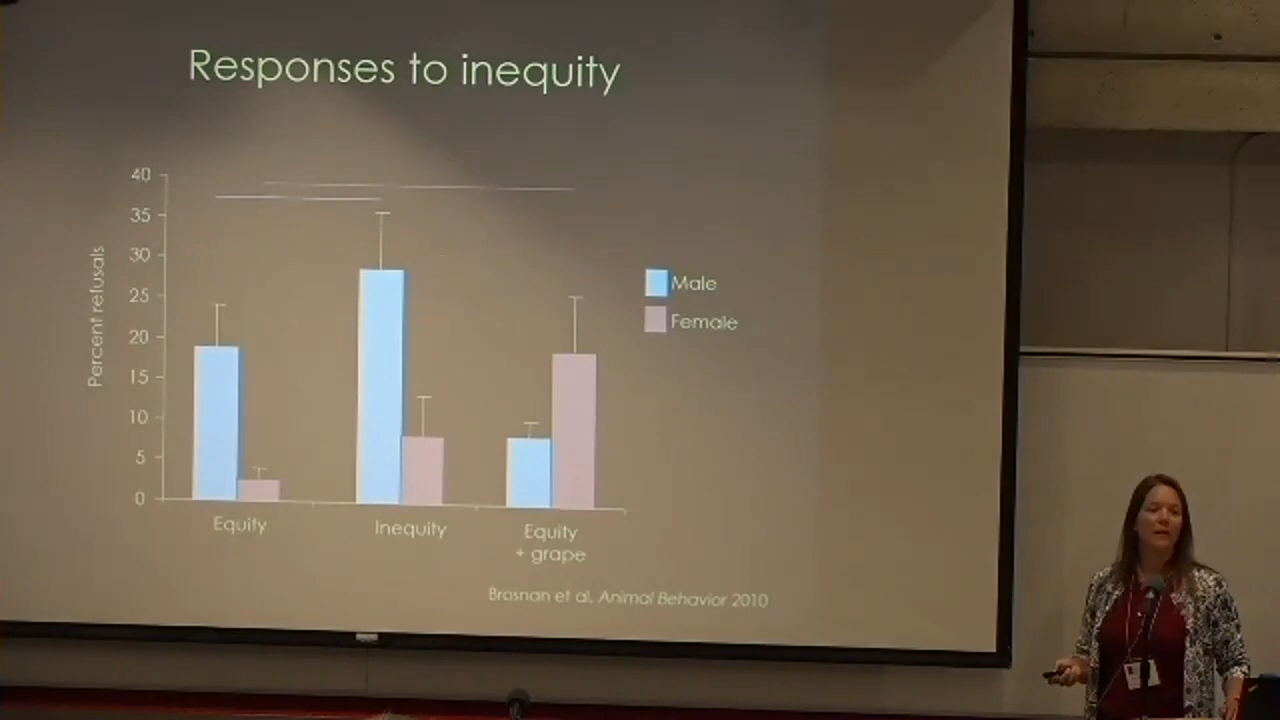 Responses to inequity
Percent refusals
40
35
30
25
20
15
10
5
0
Male
Female
Equity
Inequity
Equity
+ grape
Brosnan et al, Animal Behavior 2010